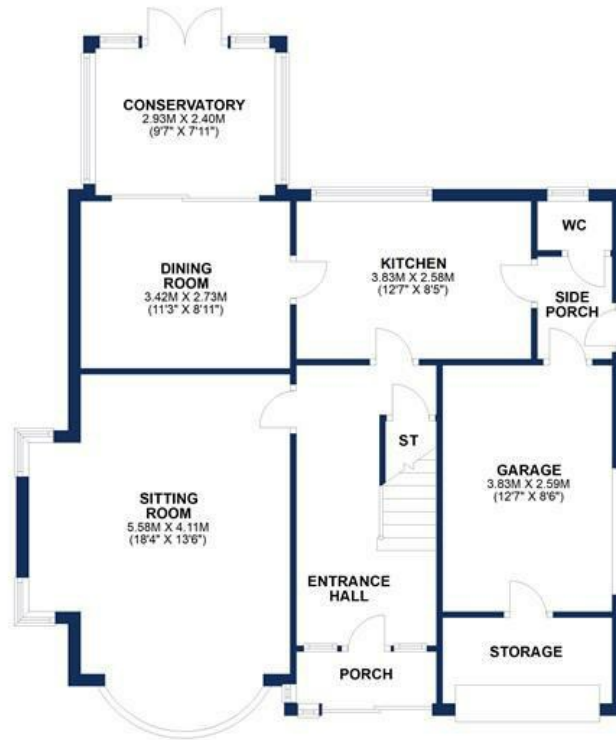 CONSERVATORY
2.93M X 2.40M
(9'7" X 7'11")
WC
KITCHEN
3.83M X 2.58M
(12'7" X 8'5")
DINING
ROOM
3.42M X 2.73M
(11'3" X 8'11")
SIDE
PORCH
ST
GARAGE
3.83M X 2.59M
(12'7" X 8'6")
SITTING
ROOM
5.58M X 4.11M
(18'4" X 13'6")
ENTRANCE
HALL
STORAGE
PORCH